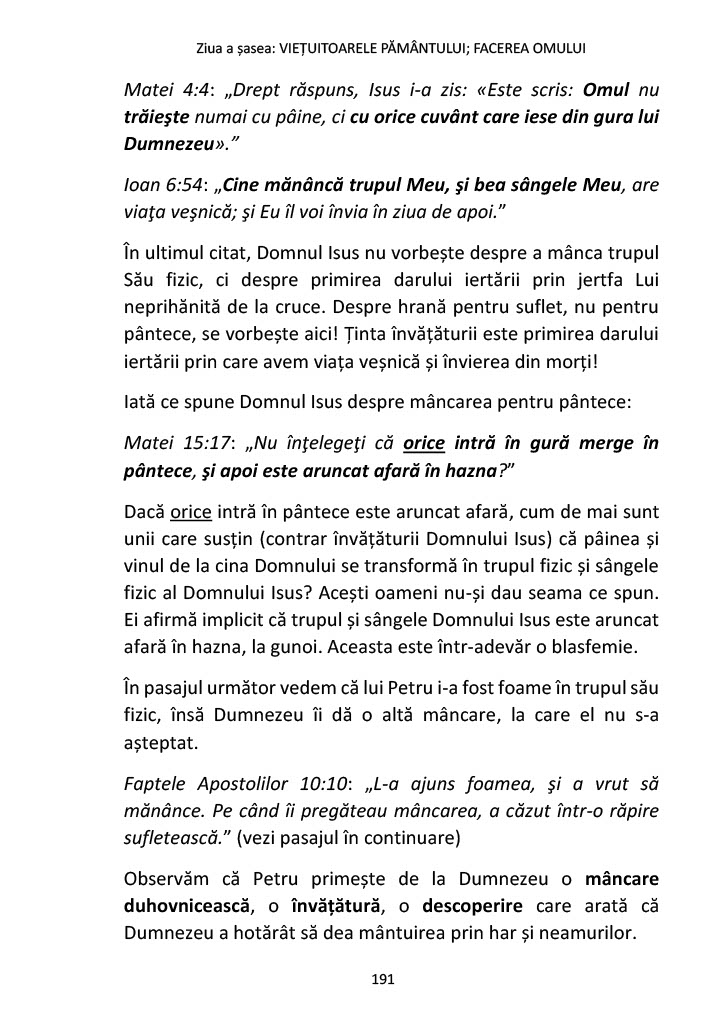 Ziua a șasea: VIEȚUITOARELE PĂMÂNTULUI; FACEREA OMULUI
Matei 4:4: „Drept răspuns, Isus i-a zis: «Este scris: Omul nu
trăieşte numai cu pâine, ci cu orice cuvânt care iese din gura lui
Dumnezeu».”
Ioan 6:54: „Cine mănâncă trupul Meu, şi bea sângele Meu, are
viaţa veşnică; şi Eu îl voi învia în ziua de apoi.”
În ultimul citat, Domnul Isus nu vorbește despre a mânca trupul
Său fizic, ci despre primirea darului iertării prin jertfa Lui
neprihănită de la cruce. Despre hrană pentru suflet, nu pentru
pântece, se vorbește aici! Ținta învățăturii este primirea darului
iertării prin care avem viața veșnică și învierea din morți!
Iată ce spune Domnul Isus despre mâncarea pentru pântece:
Matei 15:17: „Nu înţelegeţi că orice intră în gură merge în
pântece, şi apoi este aruncat afară în hazna?”
Dacă orice intră în pântece este aruncat afară, cum de mai sunt
unii care susțin (contrar învățăturii Domnului Isus) că pâinea și
vinul de la cina Domnului se transformă în trupul fizic și sângele
fizic al Domnului Isus? Acești oameni nu-și dau seama ce spun.
Ei afirmă implicit că trupul și sângele Domnului Isus este aruncat
afară în hazna, la gunoi. Aceasta este într-adevăr o blasfemie.
În pasajul următor vedem că lui Petru i-a fost foame în trupul său
fizic, însă Dumnezeu îi dă o altă mâncare, la care el nu s-a
așteptat.
Faptele Apostolilor 10:10: „L-a ajuns foamea, şi a vrut să
mănânce. Pe când îi pregăteau mâncarea, a căzut într-o răpire
sufletească.” (vezi pasajul în continuare)
Observăm că Petru primește de la Dumnezeu o mâncare
duhovnicească, o învățătură, o descoperire care arată că
Dumnezeu a hotărât să dea mântuirea prin har și neamurilor.
191